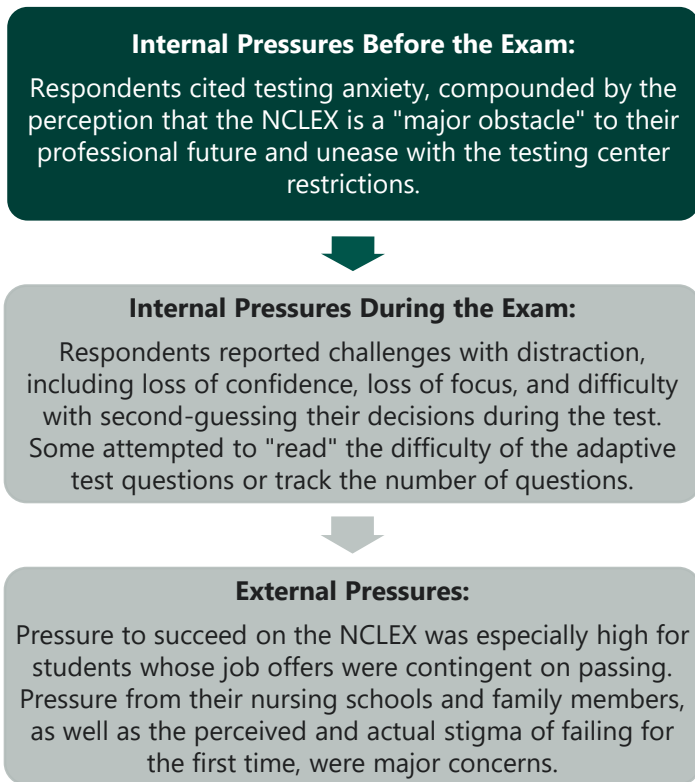 Internal Pressures Before the Exam:
Respondents cited testing anxiety, compounded by the
perception that the NCLEX is a "major obstacle" to their
professional future and unease with the testing center
restrictions.
Internal Pressures During the Exam:
Respondents reported challenges with distraction,
including loss of confidence, loss of focus, and difficulty
with second-guessing their decisions during the test.
Some attempted to "read" the difficulty of the adaptive
test questions or track the number of questions.
External Pressures:
Pressure to succeed on the NCLEX was especially high for
students whose job offers were contingent on passing.
Pressure from their nursing schools and family members,
as well as the perceived and actual stigma of failing for
the first time, were major concerns.